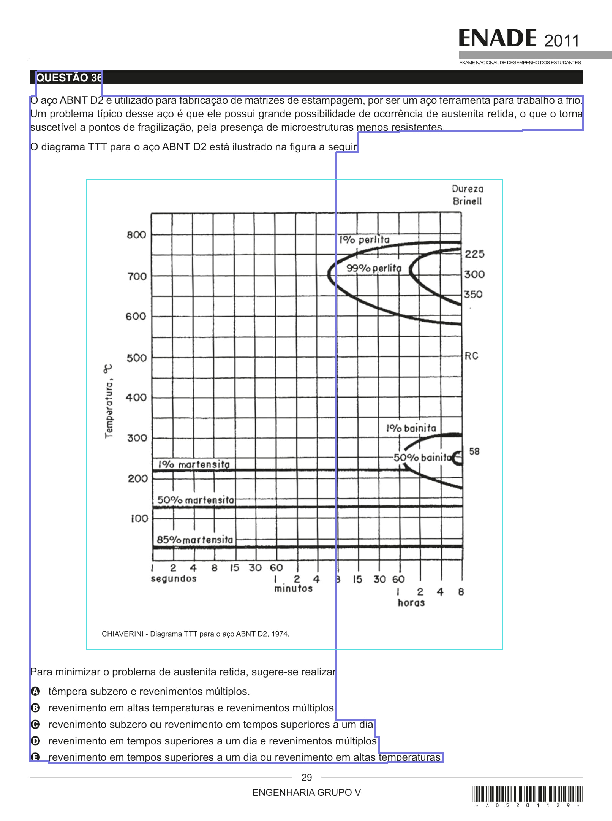 ENADE 2011
EXAME NACIONAL DE DESEMPENHO DOS ESTUDANTES
QUESTÃO 36
O aço ABNT D2 é utilizado para fabricação de matrizes de estampagem, por ser um aço ferramenta para trabalho a frio.
Um problema típico desse aço é que ele possui grande possibilidade de ocorrência de austenita retida, o que o torna
suscetível a pontos de fragilização, pela presença de microestruturas menos resistentes.
O diagrama TTT para o aço ABNT D2 está ilustrado na figura a seguir.
Dureza
Brinell
800
1% perlita
225
99% perlita
300
700
350
600
500
RC
Temperatura, °C
400
1% bainita
300
58
50% bainita
1% martensita
200
50% martensita
100
85% martensita
1 2 4 8 15 30 60
segundos
1 2 4 8 15 30 60
minutos
1 2 4 8
horas
CHIAVERINI - Diagrama TTT para o aço ABNT D2, 1974.
Para minimizar o problema de austenita retida, sugere-se realizar
A têmpera subzero e revenimentos múltiplos.
B revenimento em altas temperaturas e revenimentos múltiplos.
C revenimento subzero ou revenimento em tempos superiores a um dia.
D revenimento em tempos superiores a um dia e revenimentos múltiplos.
E revenimento em tempos superiores a um dia ou revenimento em altas temperaturas.
29
ENGENHARIA GRUPO V